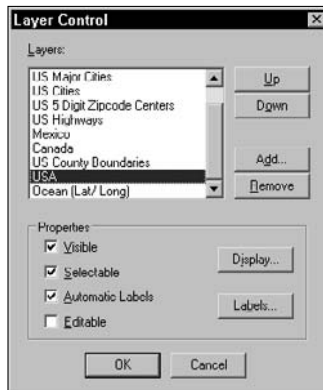 Layer Control
Layers:
US Major Cities
US Cities
US 5 Digit Zipcode Centers
US Highways
Mexico
Canada
US County Boundaries
USA
Ocean (Lat/ Long)
Up
Down
Add...
Remove
Properties
Visible
Selectable
Automatic Labels
Editable
Display...
Labels...
OK
Cancel